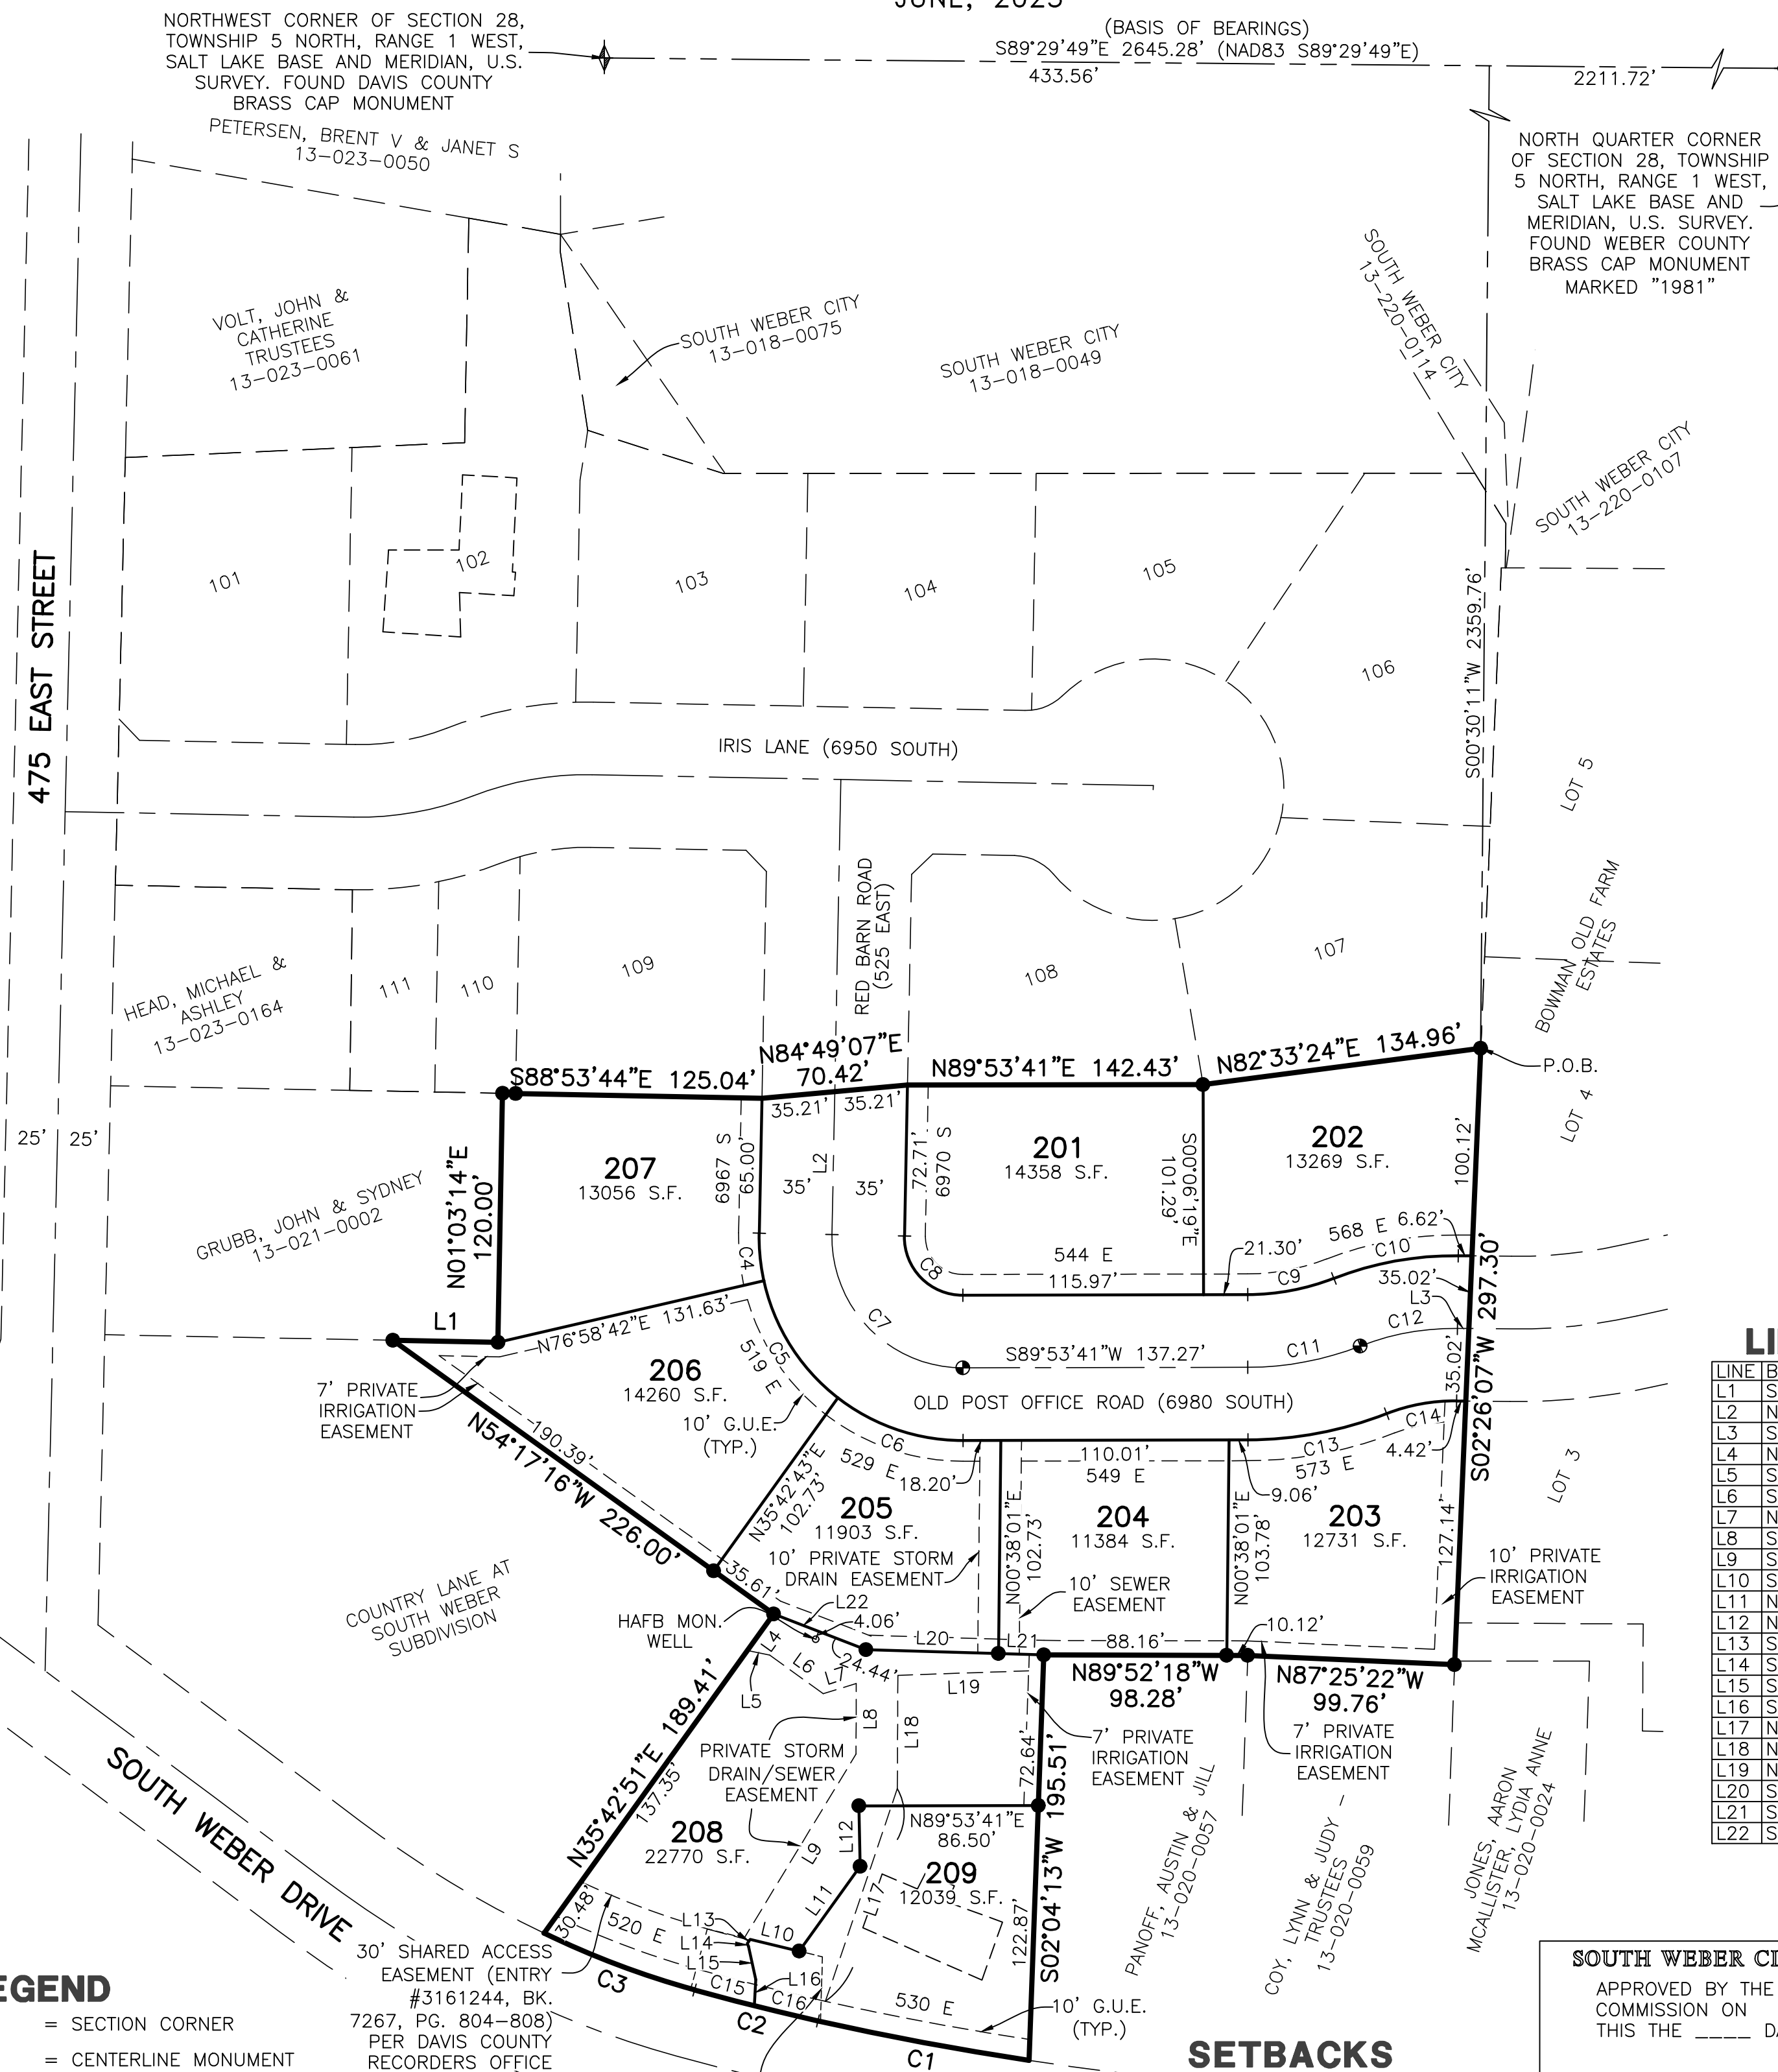 JUNE, 2023
NORTHWEST CORNER OF SECTION 28,
TOWNSHIP 5 NORTH, RANGE 1 WEST,
SALT LAKE BASE AND MERIDIAN, U.S.
SURVEY. FOUND DAVIS COUNTY
BRASS CAP MONUMENT
(BASIS OF BEARINGS)
S89°29'49"E 2645.28' (NAD83 S89°29'49"E)
433.56'
2211.72'
NORTH QUARTER CORNER
OF SECTION 28, TOWNSHIP
5 NORTH, RANGE 1 WEST,
SALT LAKE BASE AND
MERIDIAN, U.S. SURVEY.
FOUND WEBER COUNTY
BRASS CAP MONUMENT
MARKED "1981"
PETERSEN, BRENT V & JANET S
13-023-0050
VOLT, JOHN &
CATHERINE
TRUSTEES
13-023-0061
SOUTH WEBER CITY
13-018-0075
SOUTH WEBER CITY
13-018-0049
SOUTH WEBER CITY
13-220-0114
SOUTH WEBER CITY
13-220-0107
475 EAST STREET
101
102
103
104
105
106
S00°30'11"W 2359.76'
IRIS LANE (6950 SOUTH)
LOT 5
RED BARN ROAD
(525 EAST)
BOWMAN OLD FARM
ESTATES
HEAD, MICHAEL &
ASHLEY
13-023-0164
111
110
109
108
107
S88°53'44"E 125.04'
N84°49'07"E
70.42'
N89°53'41"E 142.43'
N82°33'24"E 134.96'
P.O.B.
LOT 4
35.21'
35.21'
25'
25'
N01°03'14"E
120.00'
207
13056 S.F.
6967 S
65.00'
L2
35'
35'
72.71'
6970 S
201
14358 S.F.
S00°06'19"E
101.29'
202
13269 S.F.
100.12'
GRUBB, JOHN & SYDNEY
13-021-0002
C4
C8
544 E
115.97'
21.30'
568 E
6.62'
C9
C10
35.02'
L3
S02°26'07"W 297.30'
L1
N76°58'42"E 131.63'
C7
S89°53'41"W 137.27'
C11
C12
35.02'
7' PRIVATE
IRRIGATION
EASEMENT
206
14260 S.F.
C5
519 E
10' G.U.E.
(TYP.)
OLD POST OFFICE ROAD (6980 SOUTH)
N54°17'16"W 226.00'
190.39'
C6
529 E
18.20'
110.01'
549 E
C13
C14
573 E
4.42'
9.06'
LOT 3
N35°42'43"E
102.73'
205
11903 S.F.
10' PRIVATE STORM
DRAIN EASEMENT
N00°38'01"E
102.73'
204
11384 S.F.
10' SEWER
EASEMENT
N00°38'01"E
103.78'
203
12731 S.F.
127.14'
10' PRIVATE
IRRIGATION
EASEMENT
COUNTRY LANE AT
SOUTH WEBER
SUBDIVISION
35.61'
HAFB MON.
WELL
L22
4.06'
L4
L6
L7
24.44'
L5
L20
L21
88.16'
10.12'
N89°52'18"W
98.28'
N87°25'22"W
99.76'
L19
L8
L18
N35°42'51"E 189.41'
137.35'
PRIVATE STORM
DRAIN/SEWER
EASEMENT
72.64'
S02°04'13"W 195.51'
7' PRIVATE
IRRIGATION
EASEMENT
7' PRIVATE
IRRIGATION
EASEMENT
208
22770 S.F.
L9
L12
N89°53'41"E
86.50'
209
12039 S.F.
L11
L17
122.87'
PANOFF, AUSTIN & JILL
13-020-0057
COY, LYNN & JUDY -
TRUSTEES
13-020-0059
JONES, AARON
MCALLISTER, LYDIA ANNE
13-020-0024
SOUTH WEBER DRIVE
30.48'
520 E
L13
L14
L15
L10
L16
C15
C16
530 E
10' G.U.E.
(TYP.)
C3
C2
C1
30' SHARED ACCESS
EASEMENT (ENTRY
#3161244, BK.
7267, PG. 804-808)
PER DAVIS COUNTY
RECORDERS OFFICE
EGEND
= SECTION CORNER
= CENTERLINE MONUMENT
SETBACKS
LI
LINE B
L1 S
L2 N
L3 S
L4 N
L5 S
L6 S
L7 N
L8 S
L9 S
L10 S
L11 N
L12 N
L13 S
L14 S
L15 S
L16 S
L17 N
L18 N
L19 N
L20 S
L21 S
L22 S
SOUTH WEBER CI
APPROVED BY THE
COMMISSION ON
THIS THE ____ DA